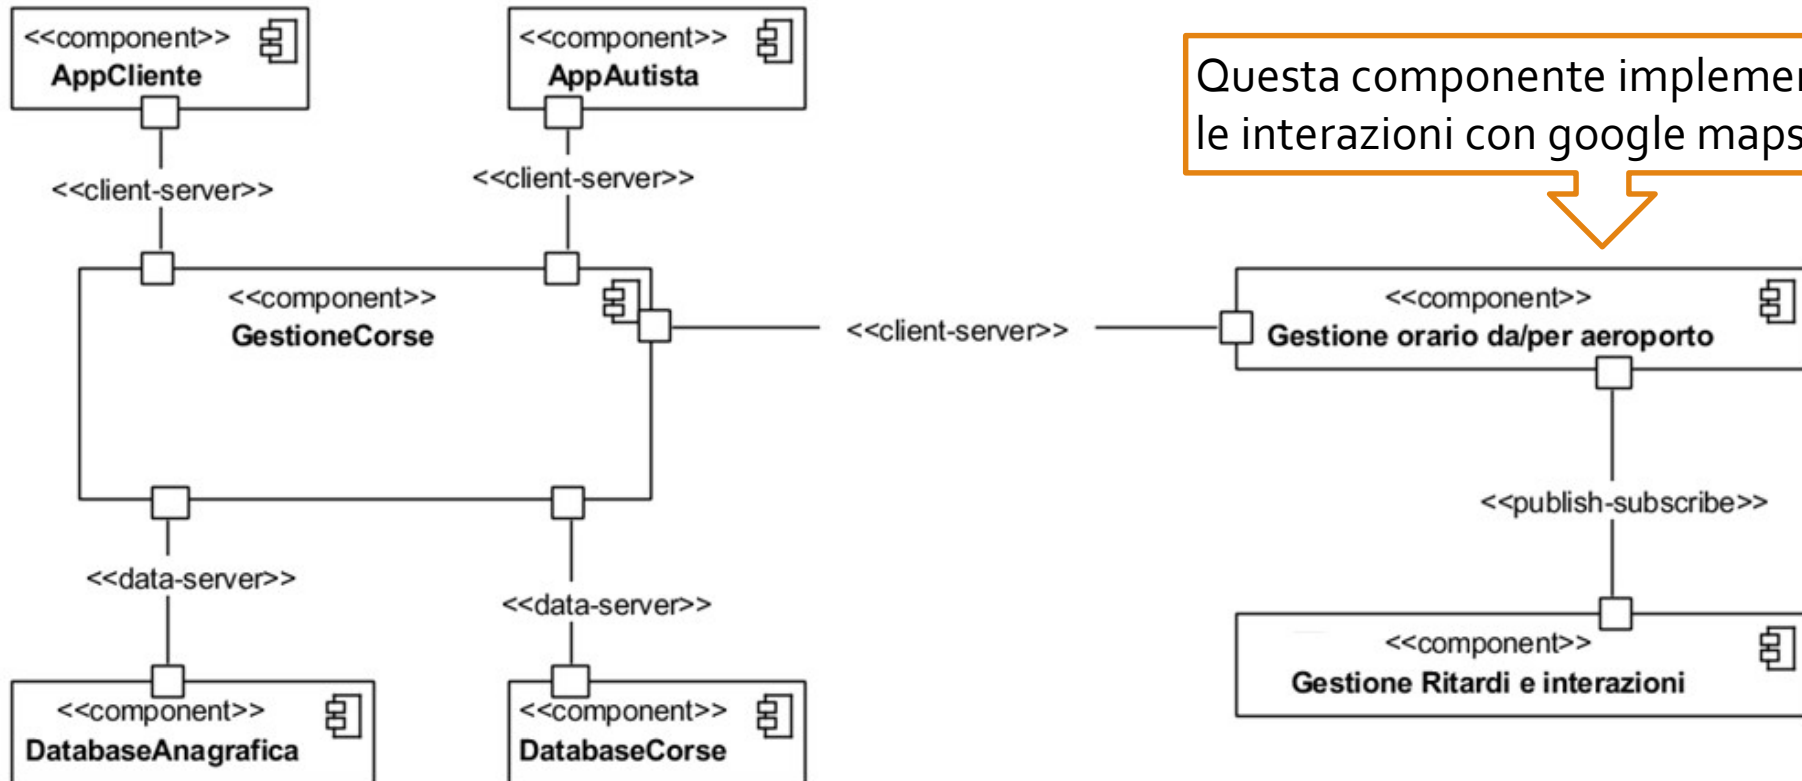 <<component>>
AppCliente
<<component>>
AppAutista
Questa componente implemen
le interazioni con google maps
<<client-server>>
<<client-server>>
<<component>>
GestioneCorse
<<client-server>>
<<component>>
Gestione orario da/per aeroporto
<<publish-subscribe>>
<<data-server>>
<<data-server>>
<<component>>
Gestione Ritardi e interazioni
<<component>>
DatabaseAnagrafica
<<component>>
DatabaseCorse